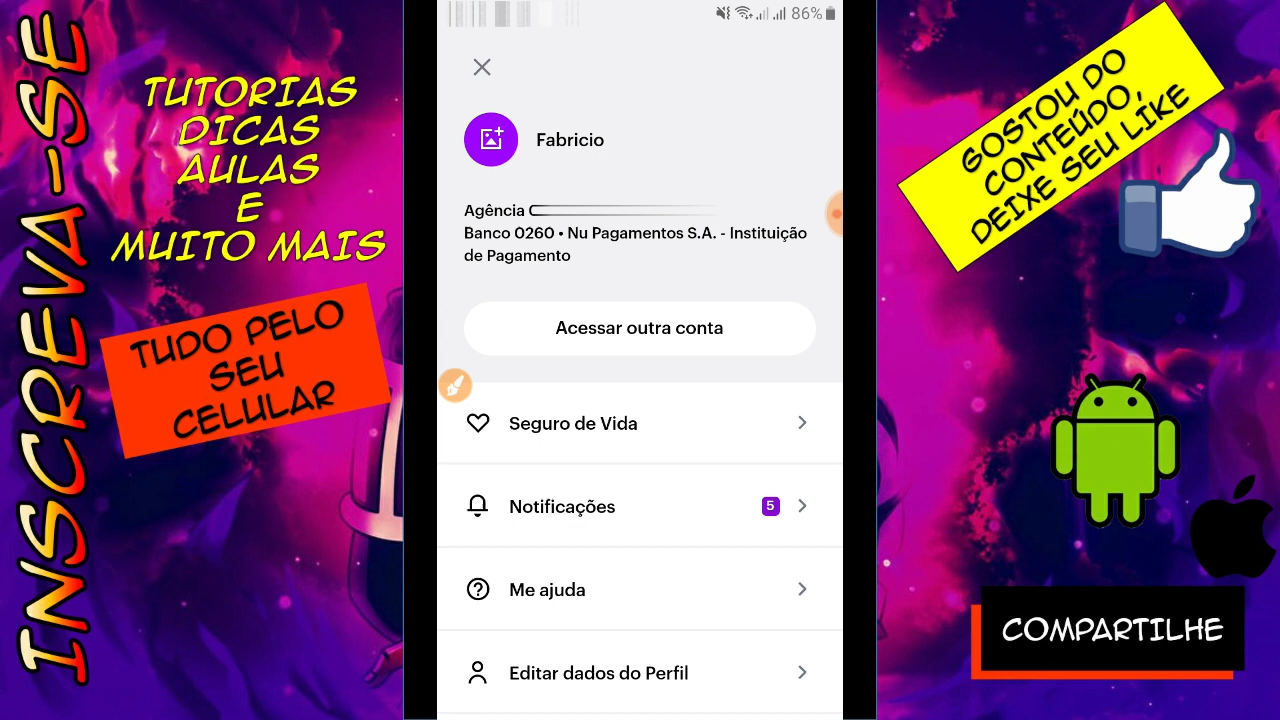 INSCREVA-SE
TUTORIAS
DICAS
AULAS
E
MUITO MAIS
TUDO PELO
SEU
CELULAR
86%
Fabricio
Agência
Banco 0260 • Nu Pagamentos S.A. - Instituição
de Pagamento
Acessar outra conta
Seguro de Vida
Notificações 5
Me ajuda
Editar dados do Perfil
GOSTOU DO
CONTEÚDO,
DEIXE SEU LIKE
COMPARTILHE